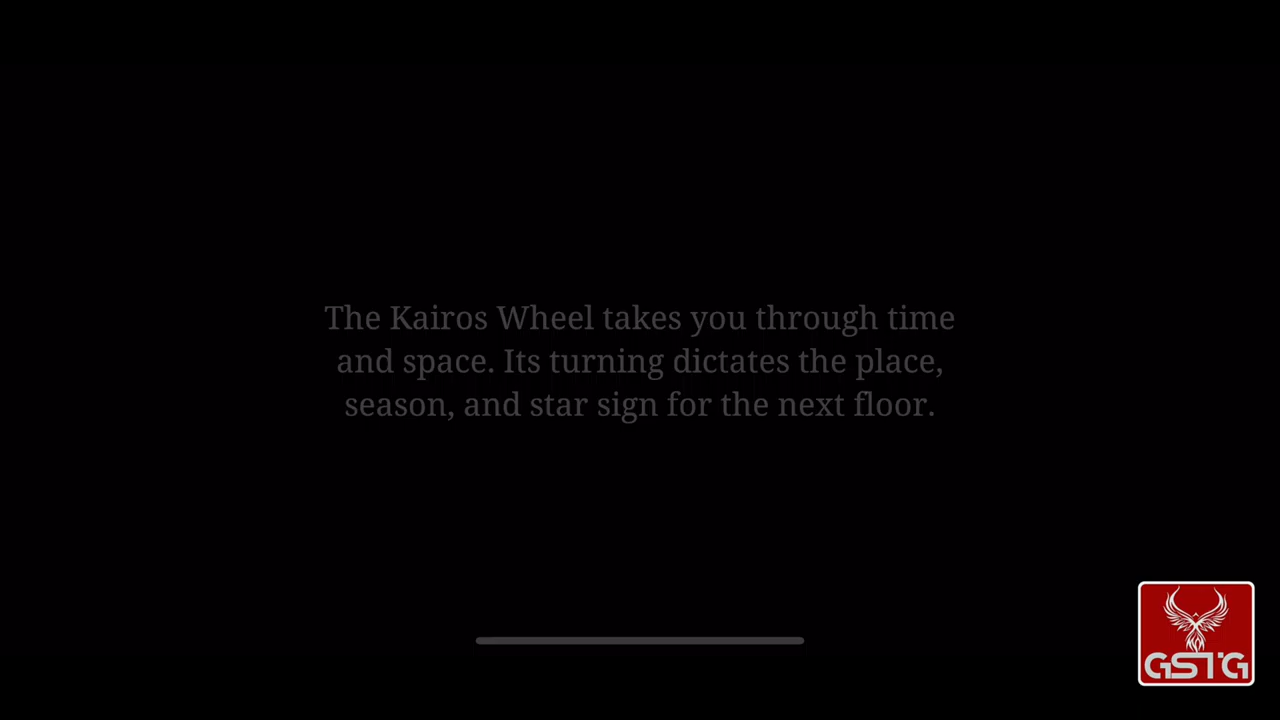 The Kairos Wheel takes you through time
and space. Its turning dictates the place,
season, and star sign for the next floor.
GSTG